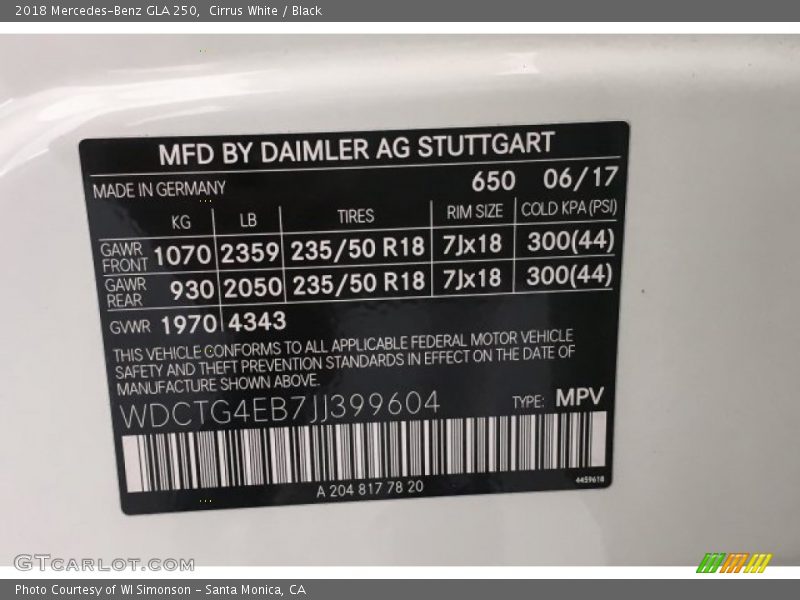 2018 Mercedes-Benz GLA 250,  Cirrus White / Black
MFD BY DAIMLER AG STUTTGART
MADE IN GERMANY 650 06/17
KG LB TIRES RIM SIZE COLD KPA (PSI)
GAWR FRONT 1070 2359 235/50 R18 7Jx18 300(44)
GAWR REAR 930 2050 235/50 R18 7Jx18 300(44)
GVWR 1970 4343
THIS VEHICLE CONFORMS TO ALL APPLICABLE FEDERAL MOTOR VEHICLE
SAFETY AND THEFT PREVENTION STANDARDS IN EFFECT ON THE DATE OF
MANUFACTURE SHOWN ABOVE.
WDCTG4EB7JJ399604 TYPE: MPV
A 204 817 78 20 4459618
GTCARLOT.COM
Photo Courtesy of WI Simonson - Santa Monica, CA